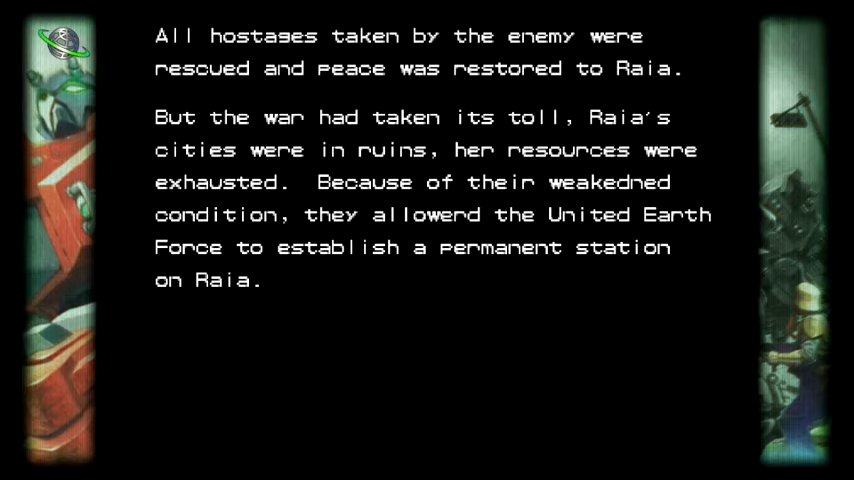 All hostages taken by the enemy were
rescued and peace was restored to Raia.
But the war had taken its toll, Raia's
cities were in ruins, her resources were
exhausted. Because of their weakedned
condition, they allowerd the United Earth
Force to establish a permanent station
on Raia.